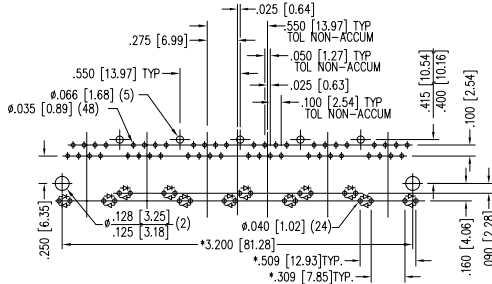 .025 [0.64]
.550 [13.97] TYP
TOL NON-ACCUM
.275 [6.99]
.050 [1.27] TYP
TOL NON-ACCUM
.550 [13.97] TYP
.025 [0.63]
ø.066 [1.68] (5)
.100 [2.54] TYP
TOL NON-ACCUM
ø.035 [0.89] (48)
.415 [10.54]
.400 [10.16]
.100 [2.54]
.250 [6.35]
ø.128 [3.25]
.125 [3.18]
(2)
ø.040 [1.02] (24)
*3.200 [81.28]
*.509 [12.93]TYP.
*.309 [7.85]TYP.
.160 [4.06]
.090 [2.28]